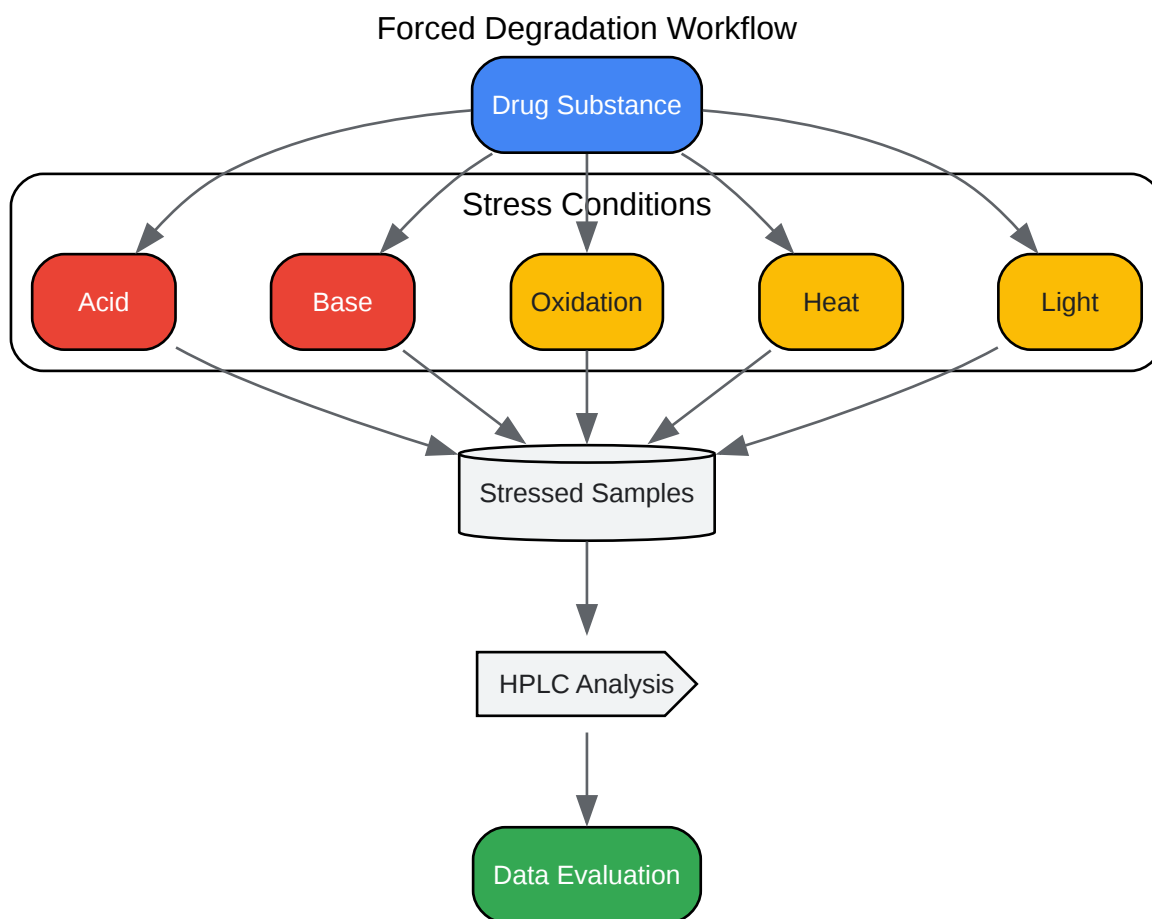 Forced Degradation Workflow
Drug Substance
Stress Conditions
Acid
Base
Oxidation
Heat
Light
Stressed Samples
HPLC Analysis
Data Evaluation